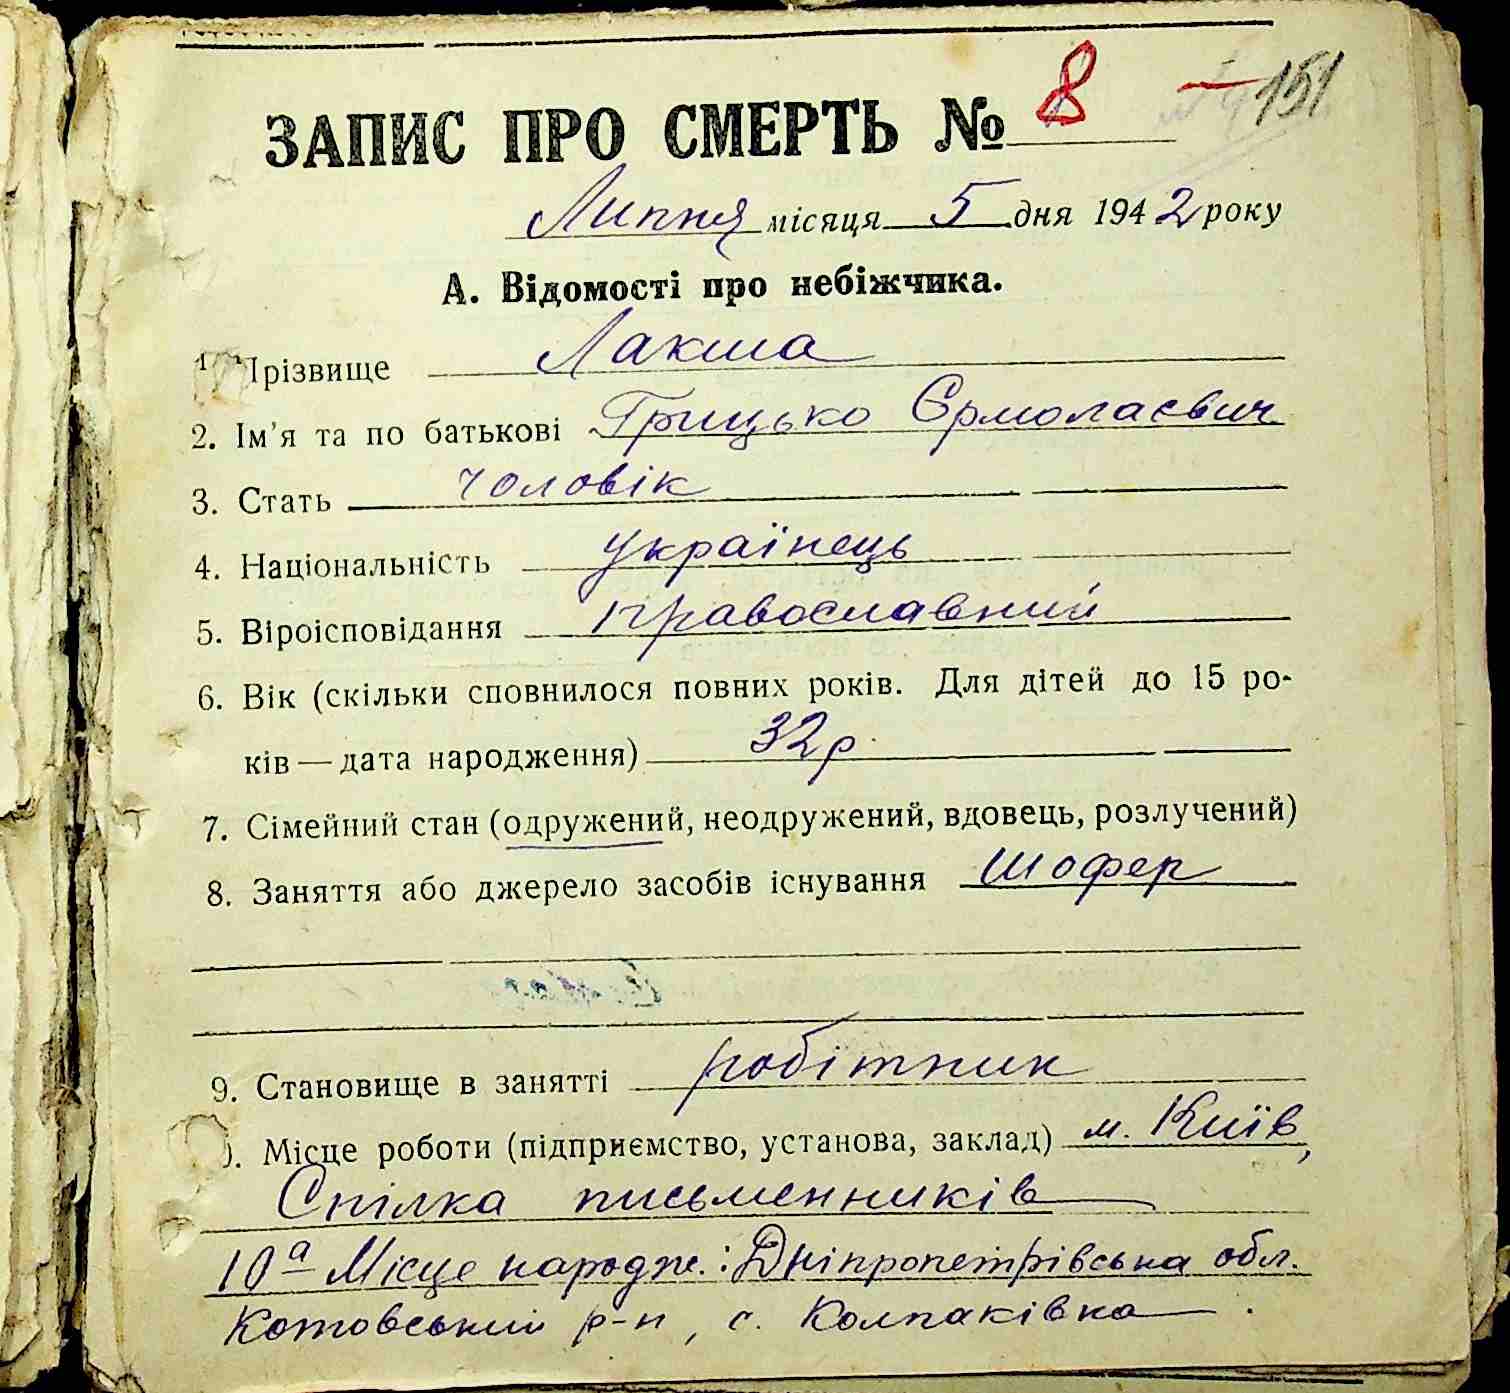 ЗАПИС ПРО СМЕРТЬ № 8 — 151
Липня місяця 5 дня 1942 року
А. Відомості про небіжчика.
1. Прізвище Лакша
2. Ім'я та по батькові Грицько Єрмолаєвич
3. Стать чоловік
4. Національність українець
5. Віроісповідання православний
6. Вік (скільки сповнилося повних років. Для дітей до 15 ро-
ків — дата народження) 32 р.
7. Сімейний стан (одружений, неодружений, вдовець, розлучений)
8. Заняття або джерело засобів існування шофер
9. Становище в занятті робітник
). Місце роботи (підприємство, установа, заклад) м. Київ,
Спілка письменників
10а Місце народж.: Дніпропетрівська обл.
Котовський р-н, с. Колпаківка.